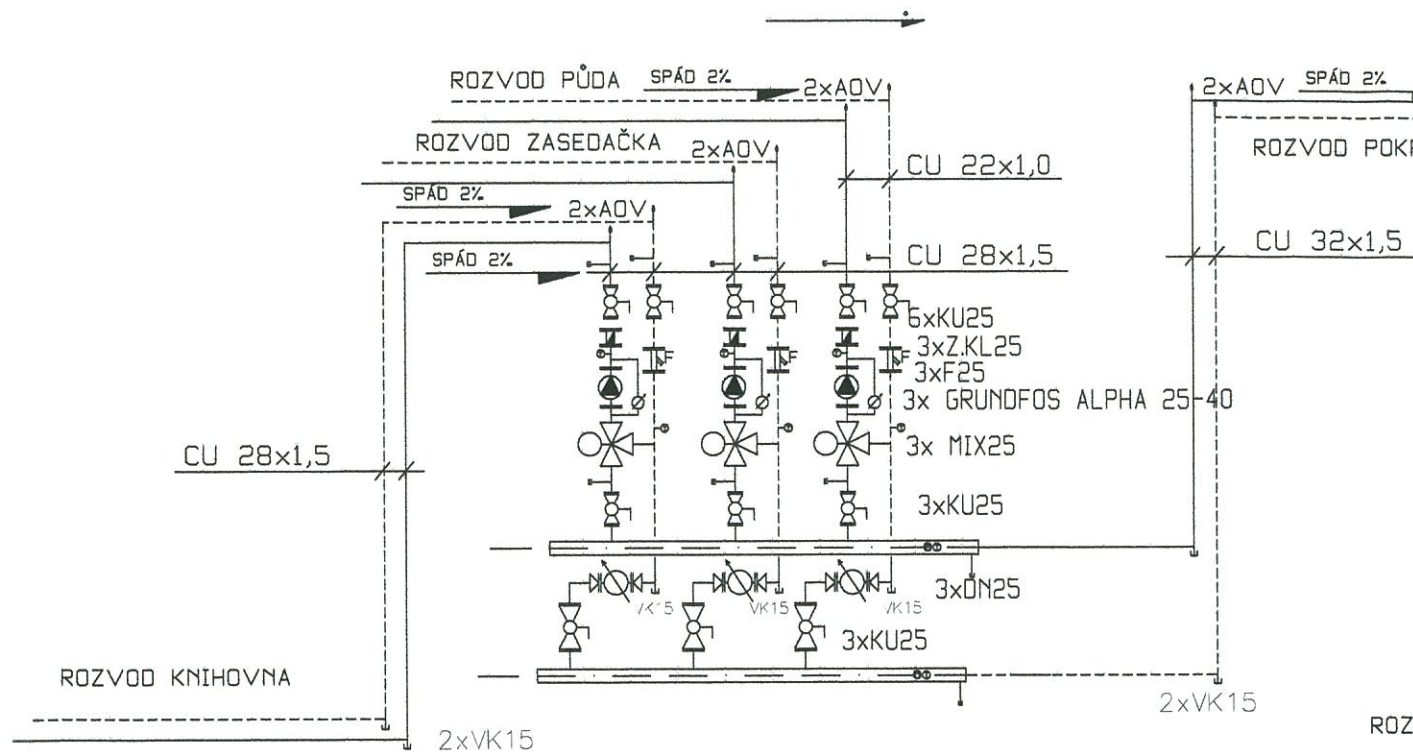 ROZVOD PŮDA
SPÁD 2%
2xAOV
2xAOV
SPÁD 2%
ROZVOD ZASEDAČKA
2xAOV
ROZVOD
CU 22x1,0
SPÁD 2%
2xAOV
CU 32x1,5
SPÁD 2%
CU 28x1,5
6xKU25
3xZ.KL25
F
F
F
3xF25
3x GRUNDFOS ALPHA 25-40
3x MIX25
CU 28x1,5
3xKU25
3xDN25
VK15
VK15
VK15
3xKU25
ROZVOD KNIHOVNA
2xVK15
2xVK15